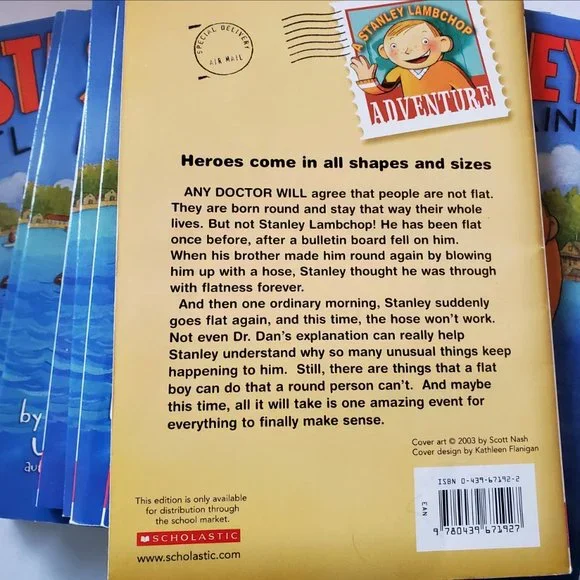 SPECIAL DELIVERY
AIR MAIL
A STANLEY LAMBCHOP
ADVENTURE
Heroes come in all shapes and sizes
ANY DOCTOR WILL agree that people are not flat.
They are born round and stay that way their whole
lives. But not Stanley Lambchop! He has been flat
once before, after a bulletin board fell on him.
When his brother made him round again by blowing
him up with a hose, Stanley thought he was through
with flatness forever.
And then one ordinary morning, Stanley suddenly
goes flat again, and this time, the hose won't work.
Not even Dr. Dan's explanation can really help
Stanley understand why so many unusual things keep
happening to him. Still, there are things that a flat
boy can do that a round person can't. And maybe
this time, all it will take is one amazing event for
everything to finally make sense.
Cover art © 2003 by Scott Nash
Cover design by Kathleen Flanigan
This edition is only available
for distribution through
the school market.
SCHOLASTIC
www.scholastic.com
ISBN 0-439-67192-2
EAN
9 780439 671927
by